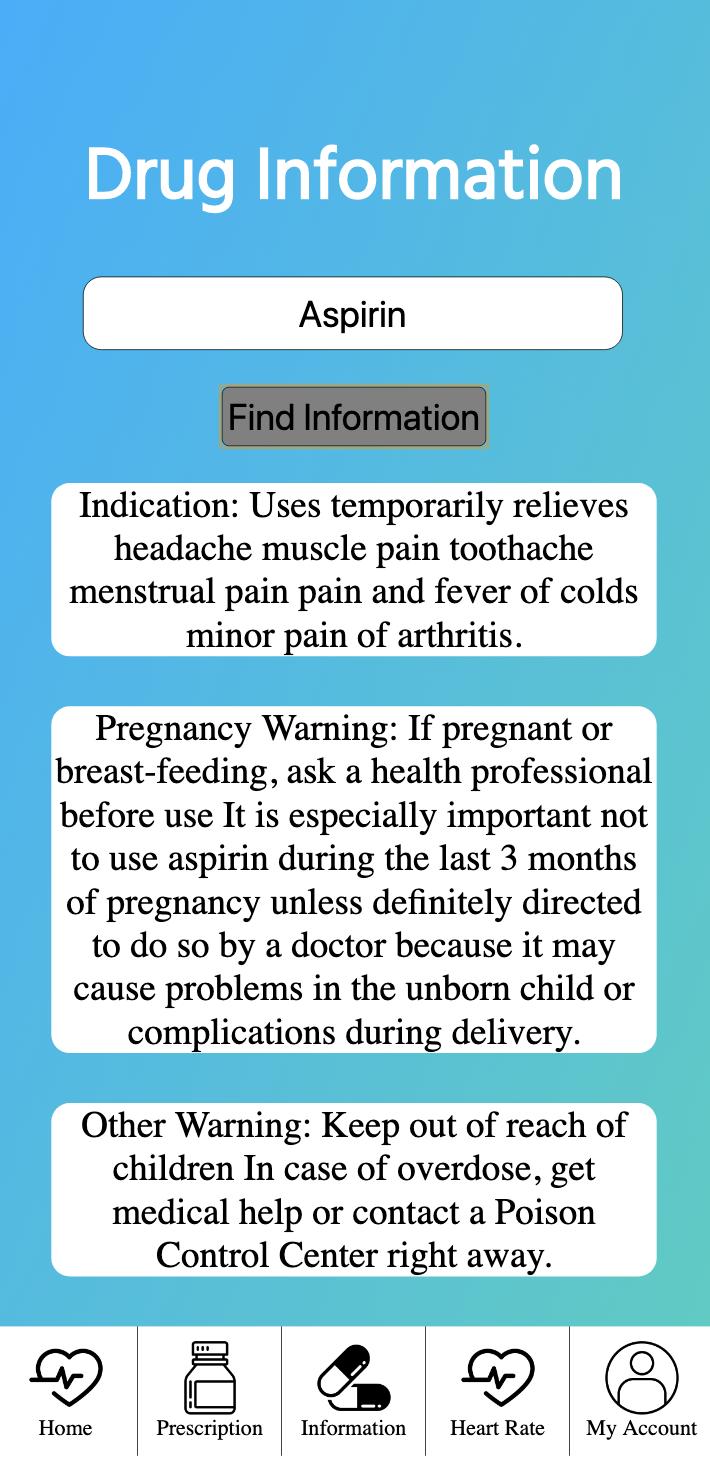 Drug Information
Aspirin
Find Information
Indication: Uses temporarily relieves
headache muscle pain toothache
menstrual pain pain and fever of colds
minor pain of arthritis.
Pregnancy Warning: If pregnant or
breast-feeding, ask a health professional
before use It is especially important not
to use aspirin during the last 3 months
of pregnancy unless definitely directed
to do so by a doctor because it may
cause problems in the unborn child or
complications during delivery.
Other Warning: Keep out of reach of
children In case of overdose, get
medical help or contact a Poison
Control Center right away.
Home
Prescription
Information
Heart Rate
My Account